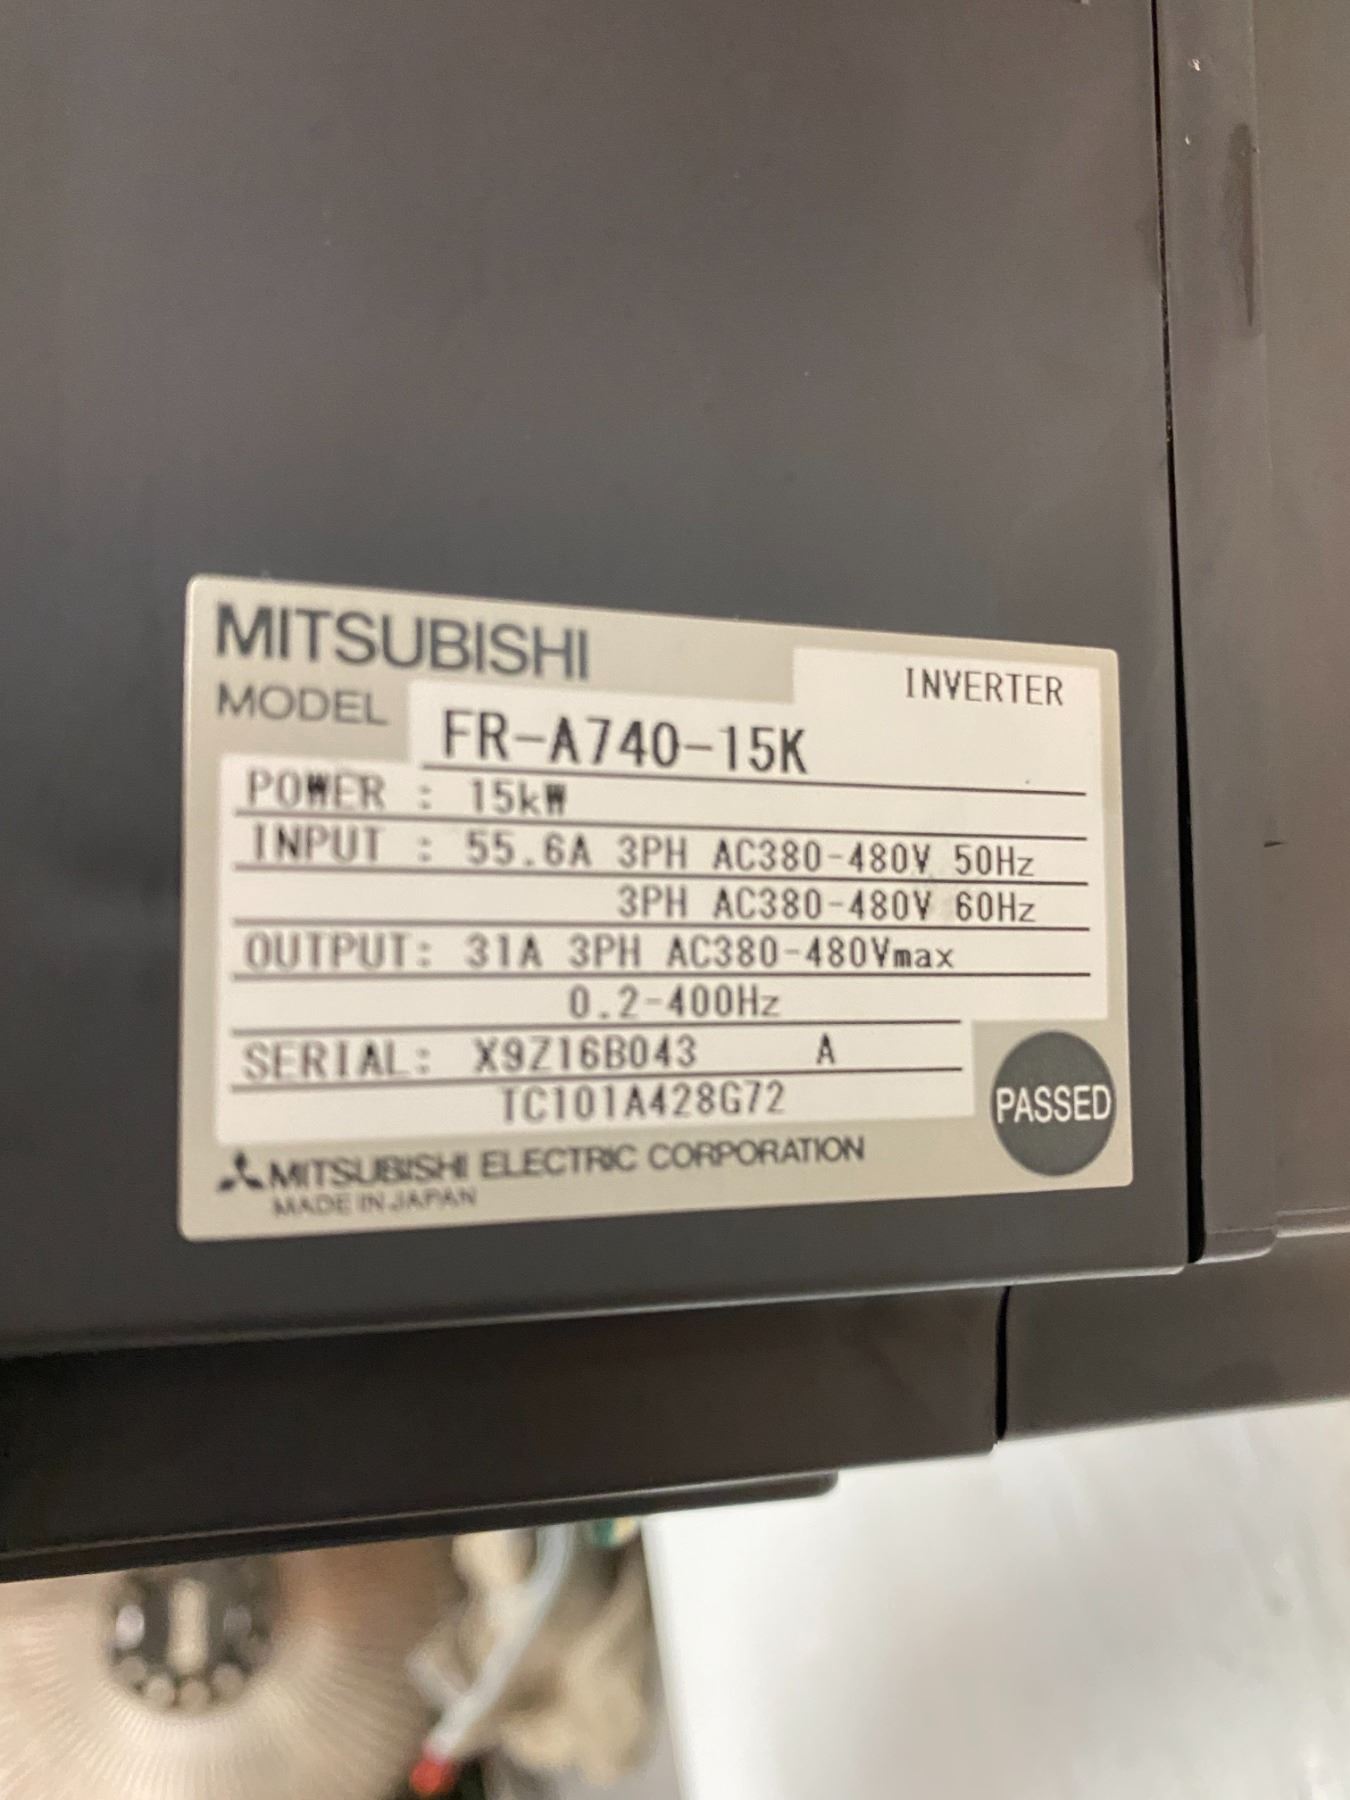 MITSUBISHI
INVERTER
MODEL FR-A740-15K
POWER : 15kW
INPUT : 55.6A 3PH AC380-480V 50Hz
3PH AC380-480V 60Hz
OUTPUT: 31A 3PH AC380-480Vmax
0.2-400Hz
SERIAL: X9Z16B043 A
TC101A428G72
PASSED
MITSUBISHI ELECTRIC CORPORATION
MADE IN JAPAN